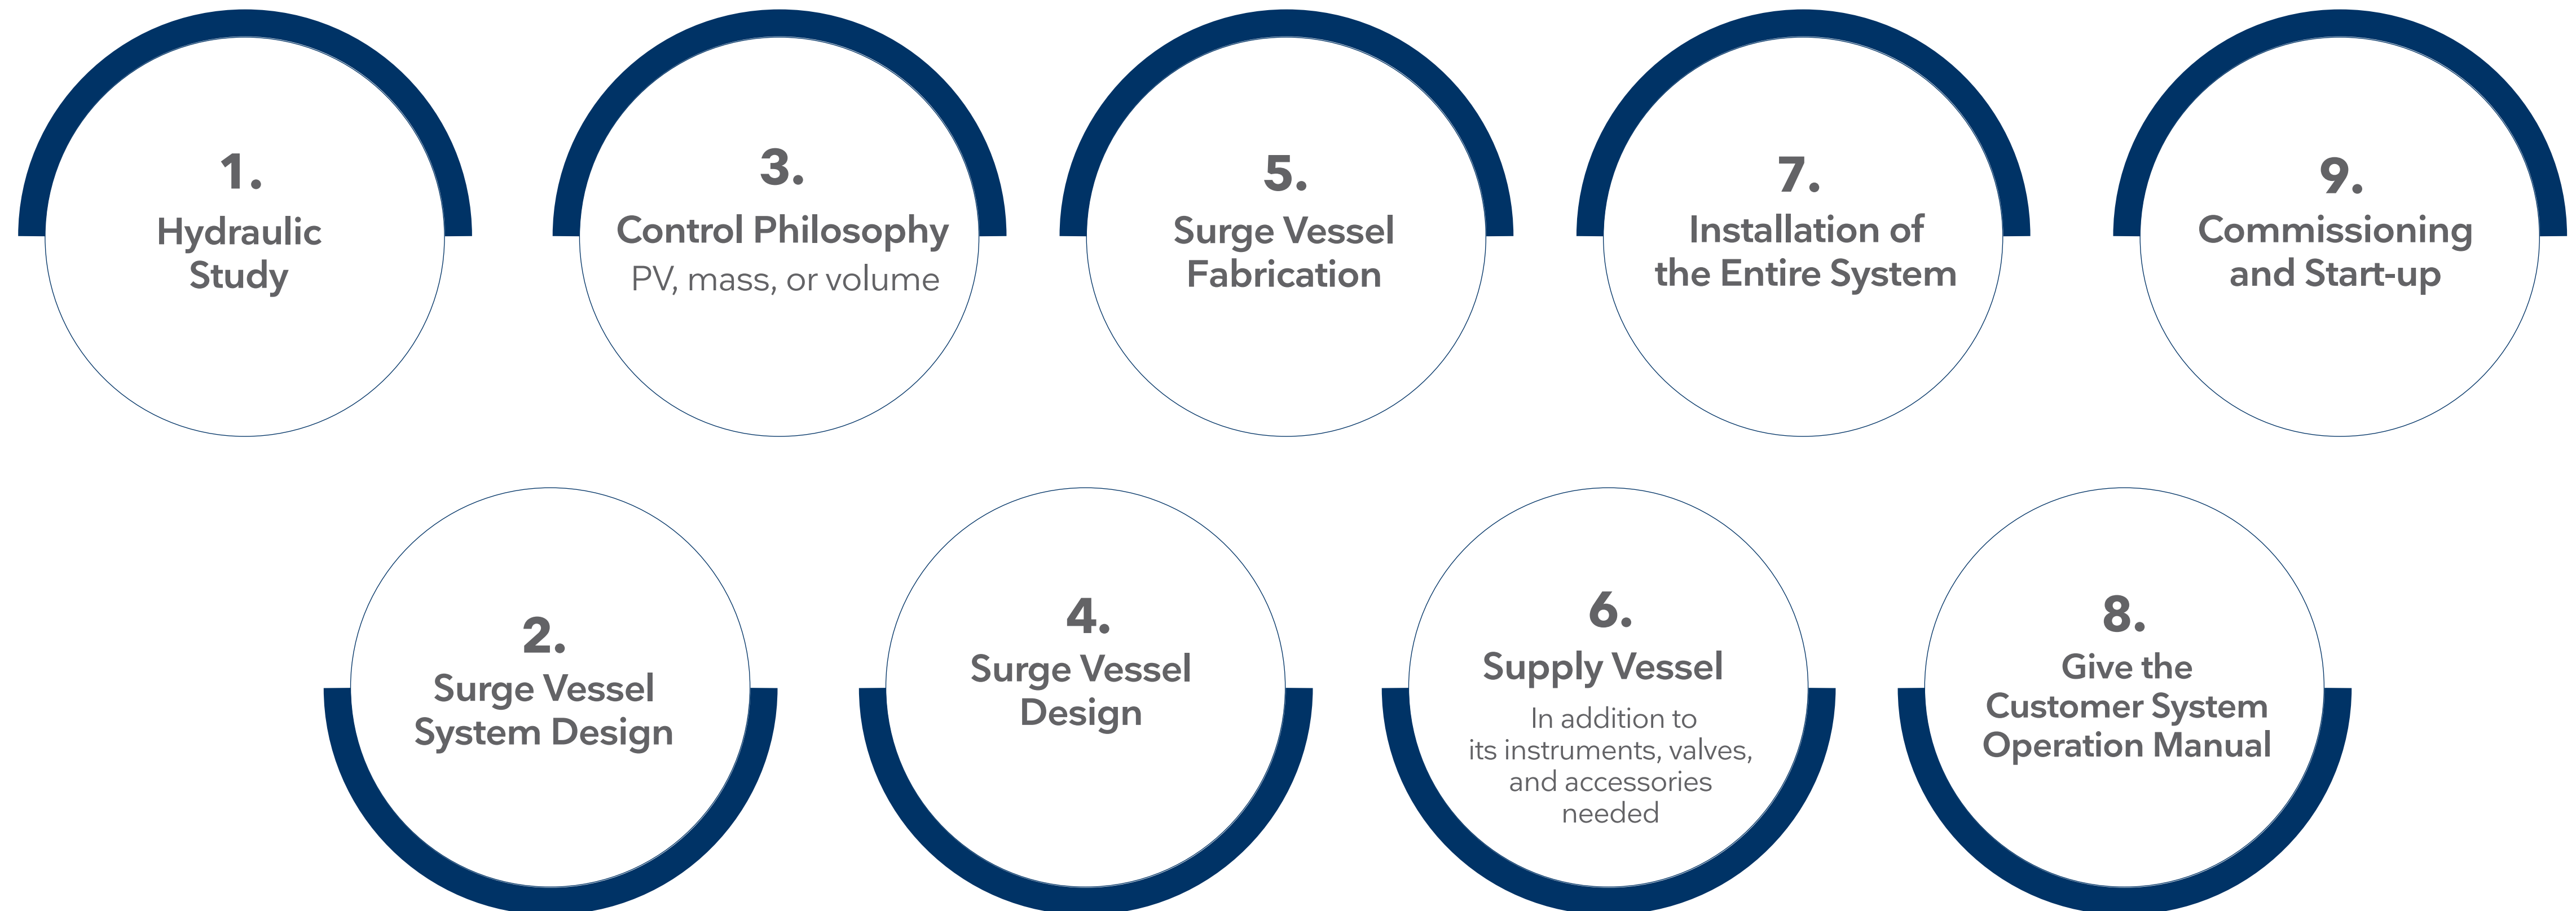 1.
Hydraulic
Study
2.
Surge Vessel
System Design
3.
Control Philosophy
PV, mass, or volume
4.
Surge Vessel
Design
5.
Surge Vessel
Fabrication
6.
Supply Vessel
In addition to
its instruments, valves,
and accessories
needed
7.
Installation of
the Entire System
8.
Give the
Customer System
Operation Manual
9.
Commissioning
and Start-up